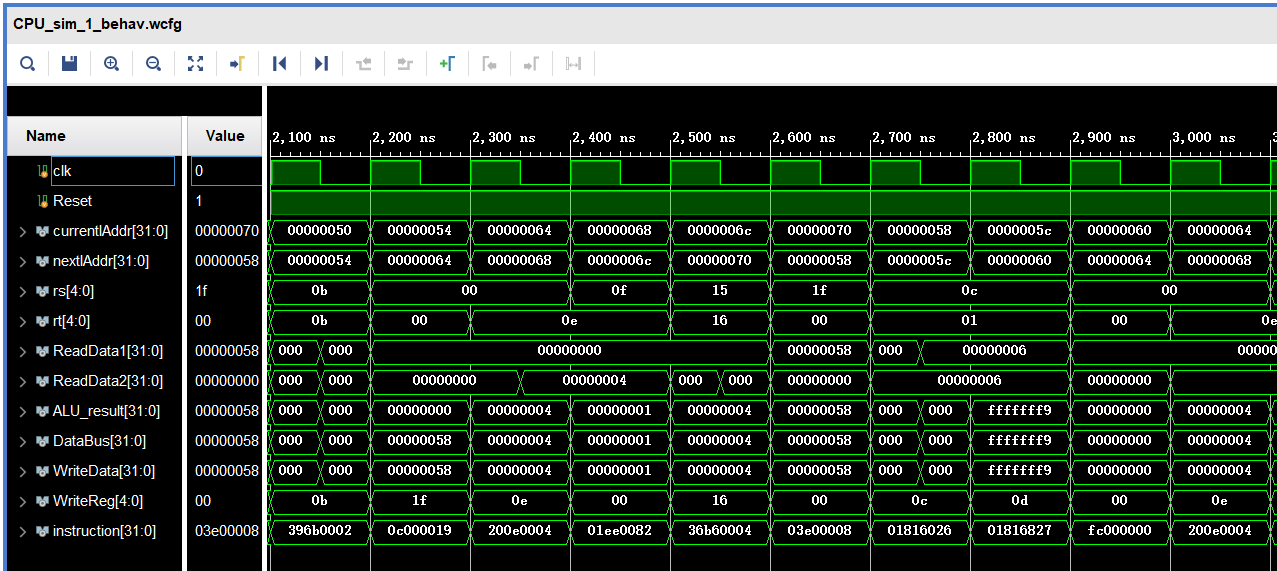 CPU_sim_1_behav.wcfg
Name Value 2,100 ns 2,200 ns 2,300 ns 2,400 ns 2,500 ns 2,600 ns 2,700 ns 2,800 ns 2,900 ns 3,000 ns
clk 0
Reset 1
currentIAddr[31:0] 00000070 00000050 00000054 00000064 00000068 0000006c 00000070 00000058 0000005c 00000060 00000064
nextIAddr[31:0] 00000058 00000054 00000064 00000068 0000006c 00000070 00000058 0000005c 00000060 00000064 00000068
rs[4:0] 1f 0b 00 0f 15 1f 0c 00
rt[4:0] 00 0b 00 0e 16 00 01 00 0e
ReadData1[31:0] 00000058 000 000 00000000 00000058 000 00000006 00000
ReadData2[31:0] 00000000 000 000 00000000 00000004 000 000 00000000 00000006 00000000
ALU_result[31:0] 00000058 000 000 00000000 00000004 00000001 00000004 00000058 000 000 fffffff9 00000000 00000004
DataBus[31:0] 00000058 000 000 00000058 00000004 00000001 00000004 00000058 000 000 fffffff9 00000000 00000004
WriteData[31:0] 00000058 000 000 00000058 00000004 00000001 00000004 00000058 000 000 fffffff9 00000000 00000004
WriteReg[4:0] 00 0b 1f 0e 00 16 00 0c 0d 00 0e
instruction[31:0] 03e00008 396b0002 0c000019 200e0004 01ee0082 36b60004 03e00008 01816026 01816827 fc000000 200e0004